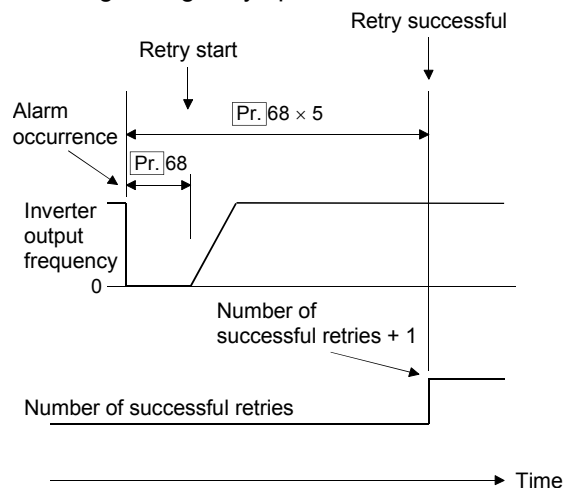 Retry successful
Retry start
Alarm
occurrence
Pr. 68 × 5
Pr. 68
Inverter
output
frequency
0
Number of
successful retries + 1
Number of successful retries
Time